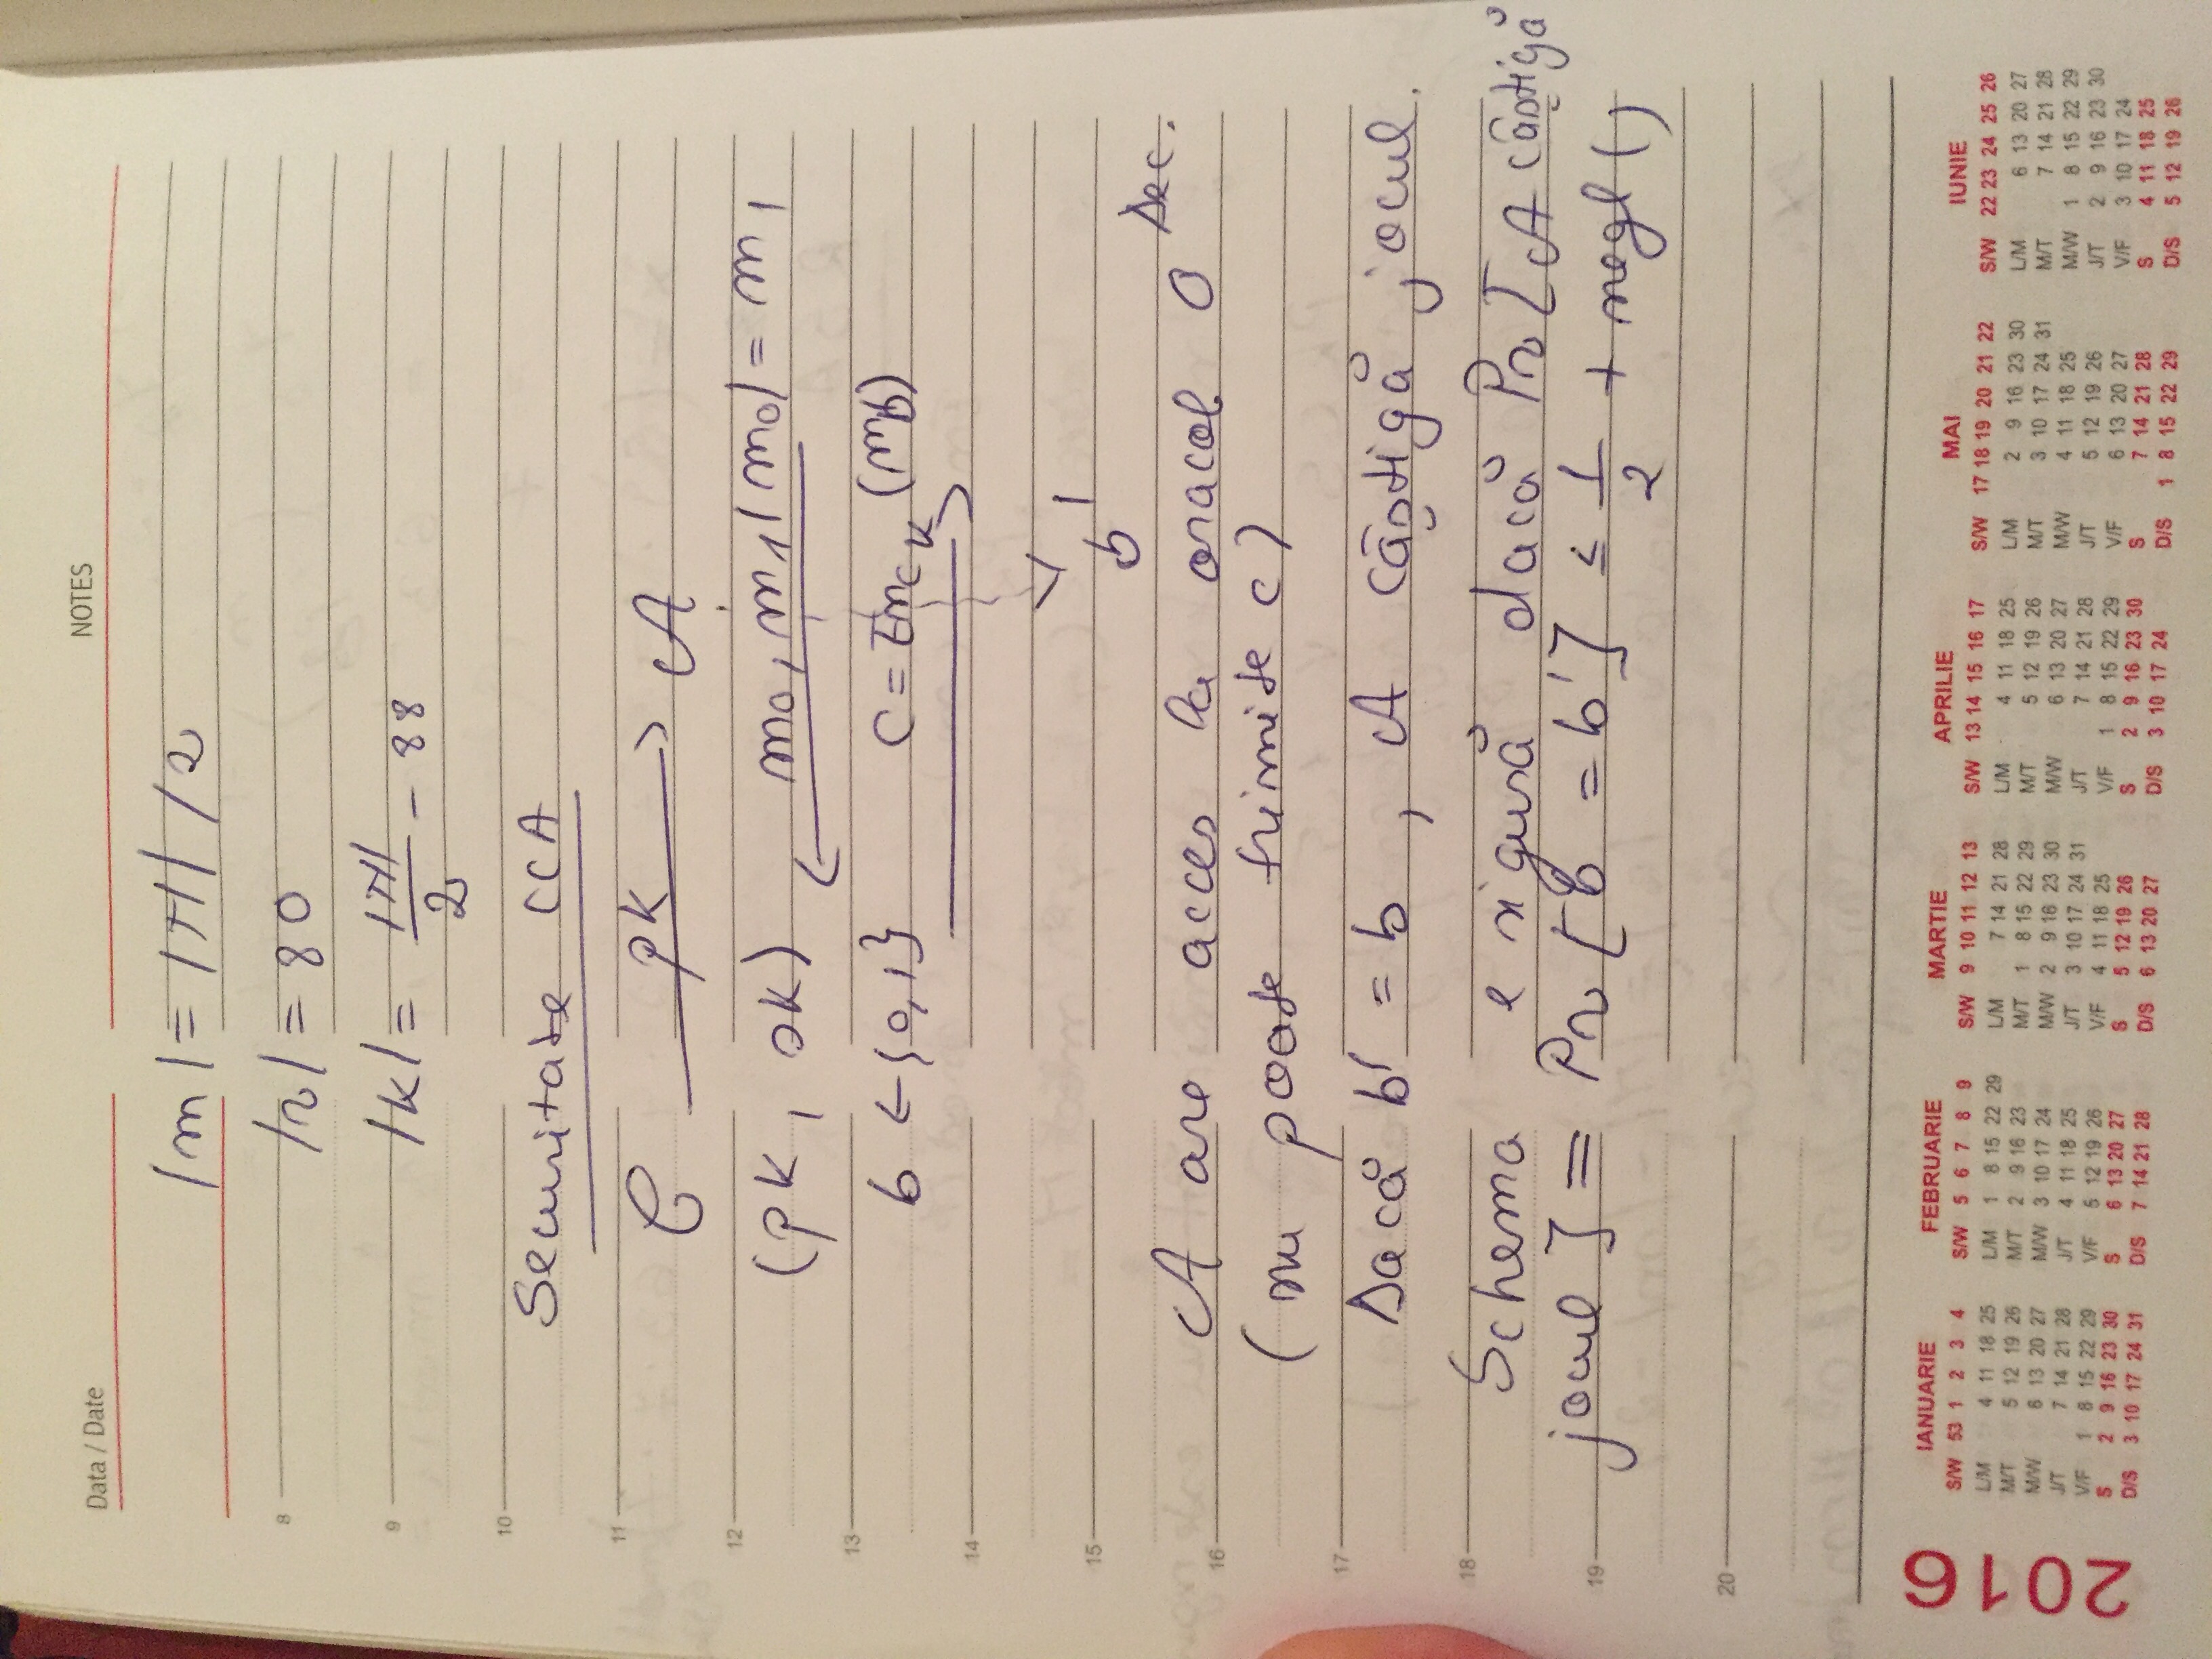 Data / Date NOTES
|m| = |M| / 2
8
|r| = 80
9
|k| = |M|/2 - 88
10
Securitate CCA
11
C pk → A
12
(pk, sk) ← m0, m1 |m0| = m1
13
b ← {0,1} c = Enc_k (m_b) →
14
15
b'
A are acces la oracol O Dec.
16
(nu poate trimite c)
17
Dacă b' = b , A câştigă jocul.
18
Schema e sigură dacă Pr [A câştigă
19
jocul ] = Pr [b = b'] ≤ 1/2 + negl ()
20
2016
IANUARIE
S/W 53 1 2 3 4
L/M 4 11 18 25
M/T 5 12 19 26
M/W 6 13 20 27
J/T 7 14 21 28
V/F 1 8 15 22 29
S 2 9 16 23 30
D/S 3 10 17 24 31
FEBRUARIE
S/W 5 6 7 8 9
L/M 1 8 15 22 29
M/T 2 9 16 23
M/W 3 10 17 24
J/T 4 11 18 25
V/F 5 12 19 26
S 6 13 20 27
D/S 7 14 21 28
MARTIE
S/W 9 10 11 12 13
L/M 7 14 21 28
M/T 1 8 15 22 29
M/W 2 9 16 23 30
J/T 3 10 17 24 31
V/F 4 11 18 25
S 5 12 19 26
D/S 6 13 20 27
APRILIE
S/W 13 14 15 16 17
L/M 4 11 18 25
M/T 5 12 19 26
M/W 6 13 20 27
J/T 7 14 21 28
V/F 1 8 15 22 29
S 2 9 16 23 30
D/S 3 10 17 24
MAI
S/W 17 18 19 20 21 22
L/M 2 9 16 23 30
M/T 3 10 17 24 31
M/W 4 11 18 25
J/T 5 12 19 26
V/F 6 13 20 27
S 7 14 21 28
D/S 1 8 15 22 29
IUNIE
S/W 22 23 24 25 26
L/M 6 13 20 27
M/T 7 14 21 28
M/W 1 8 15 22 29
J/T 2 9 16 23 30
V/F 3 10 17 24
S 4 11 18 25
D/S 5 12 19 26